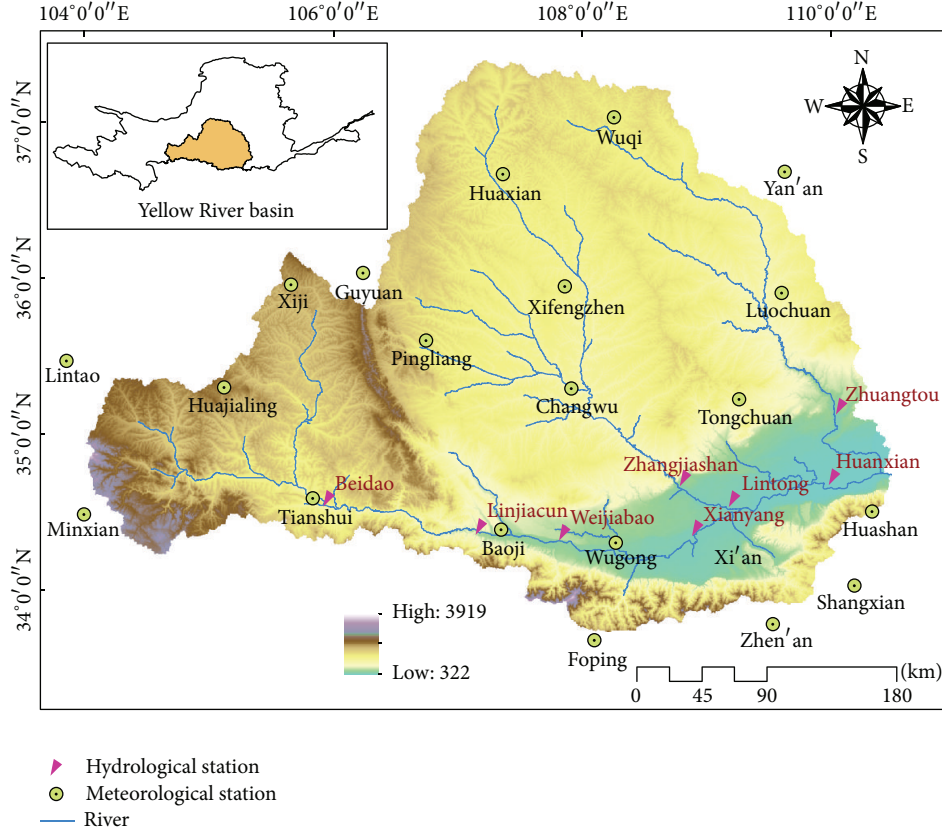 104°0′0″E 106°0′0″E 108°0′0″E 110°0′0″E
37°0′0″N
36°0′0″N
35°0′0″N
34°0′0″N
N
W E
S
Yellow River basin
Wuqi
Yan′an
Huaxian
Xiji
Guyuan
Xifengzhen
Luochuan
Pingliang
Lintao
Huajialing
Changwu
Tongchuan
Zhuangtou
Zhangjiashan
Huanxian
Beidao
Lintong
Tianshui
Linjiacun
Weijiabao
Xianyang
Minxian
Baoji
Wugong
Xi′an
Huashan
Shangxian
Zhen′an
Foping
High: 3919
Low: 322
(km)
0 45 90 180
Hydrological station
Meteorological station
River